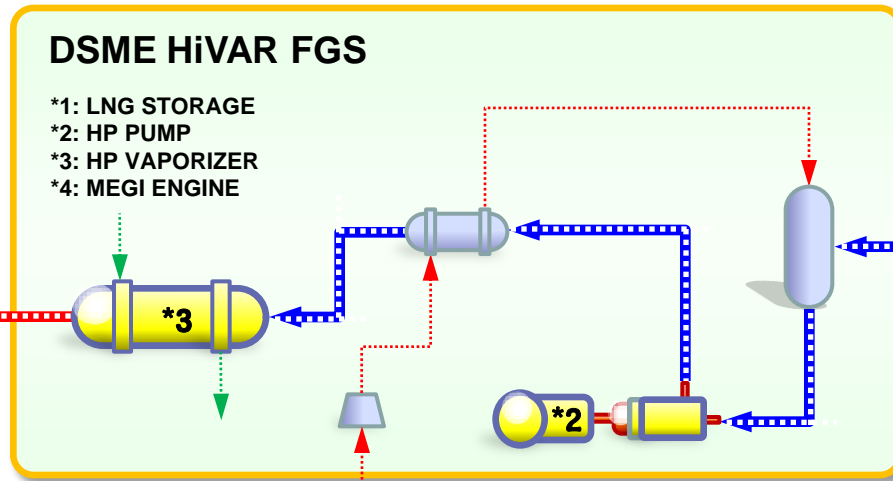 DSME HiVAR FGS
*1: LNG STORAGE
*2: HP PUMP
*3: HP VAPORIZER
*4: MEGI ENGINE
*3
*2